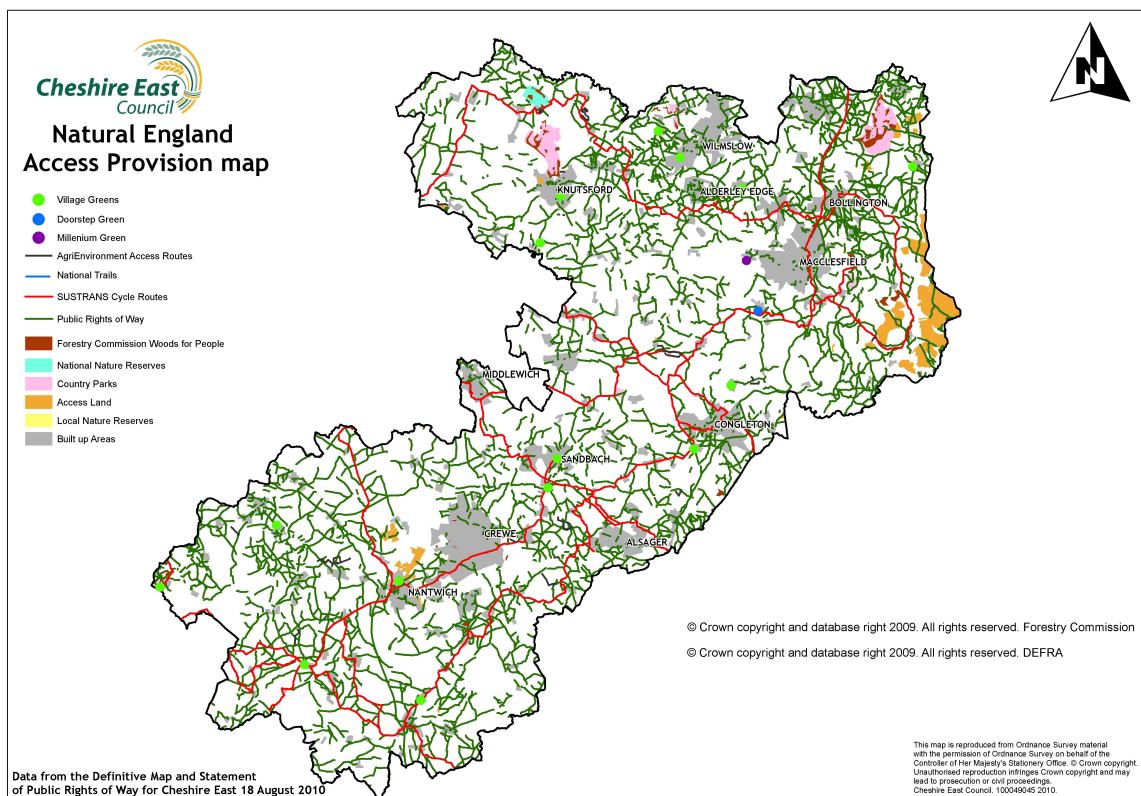 Cheshire East
Council
Natural England
Access Provision map
Village Greens
Doorstep Green
Millenium Green
AgriEnvironment Access Routes
National Trails
SUSTRANS Cycle Routes
Public Rights of Way
Forestry Commission Woods for People
National Nature Reserves
Country Parks
Access Land
Local Nature Reserves
Built up Areas
N
WILMSLOW
KNUTSFORD
ALDERLEY EDGE
BOLLINGTON
MACCLESFIELD
MIDDLEWICH
CONGLETON
SANDBACH
CREWE
ALSAGER
NANTWICH
© Crown copyright and database right 2009. All rights reserved. Forestry Commission
© Crown copyright and database right 2009. All rights reserved. DEFRA
Data from the Definitive Map and Statement
of Public Rights of Way for Cheshire East 18 August 2010
This map is reproduced from Ordnance Survey material
with the permission of Ordnance Survey on behalf of the
Controller of Her Majesty's Stationery Office. © Crown copyright.
Unauthorised reproduction infringes Crown copyright and may
lead to prosecution or civil proceedings.
Cheshire East Council. 100049045 2010.